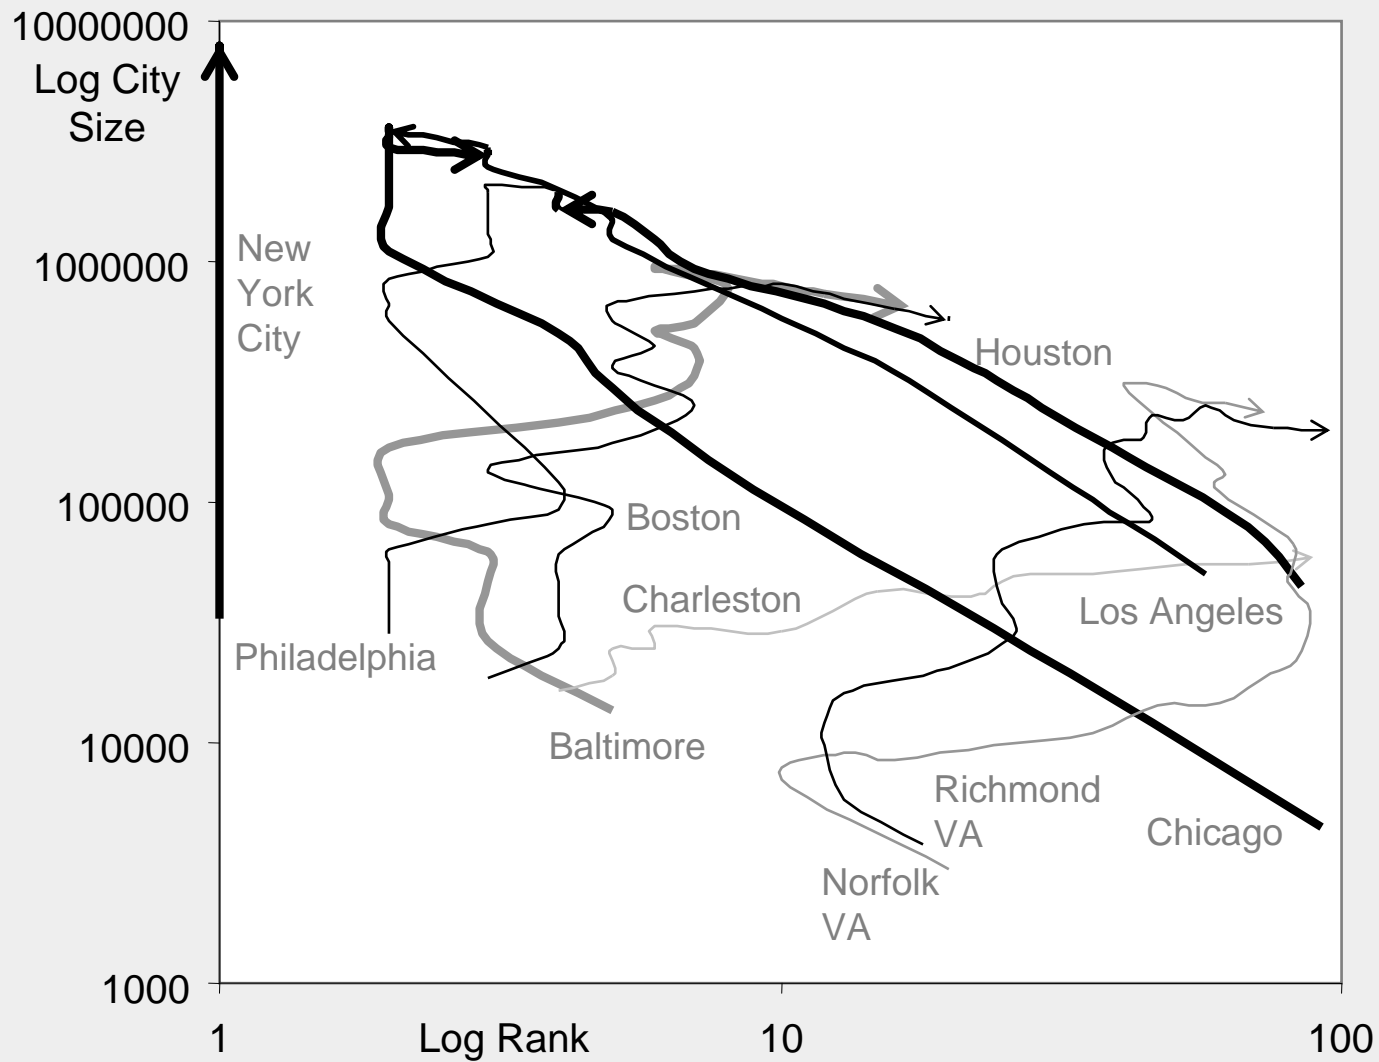 10000000
Log City
Size
1000000
100000
10000
1000
New
York
City
Houston
Boston
Charleston
Los Angeles
Philadelphia
Baltimore
Richmond
VA
Chicago
Norfolk
VA
1
Log Rank
10
100